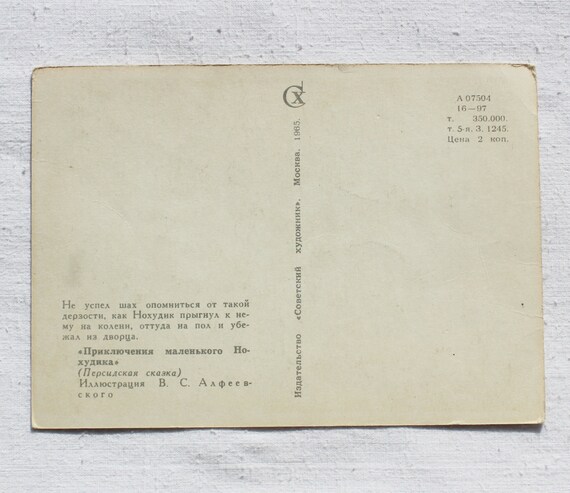 СХ
А 07504
16—97
т. 350.000.
т. 5-я. З. 1245.
Цена 2 коп.
Издательство «Советский художник». Москва. 1965.
Не успел шах опомниться от такой
дерзости, как Нохудик прыгнул к не-
му на колени, оттуда на пол и убе-
жал из дворца.
«Приключения маленького Но-
худика»
(Персидская сказка)
Иллюстрация В. С. Алфеев-
ского